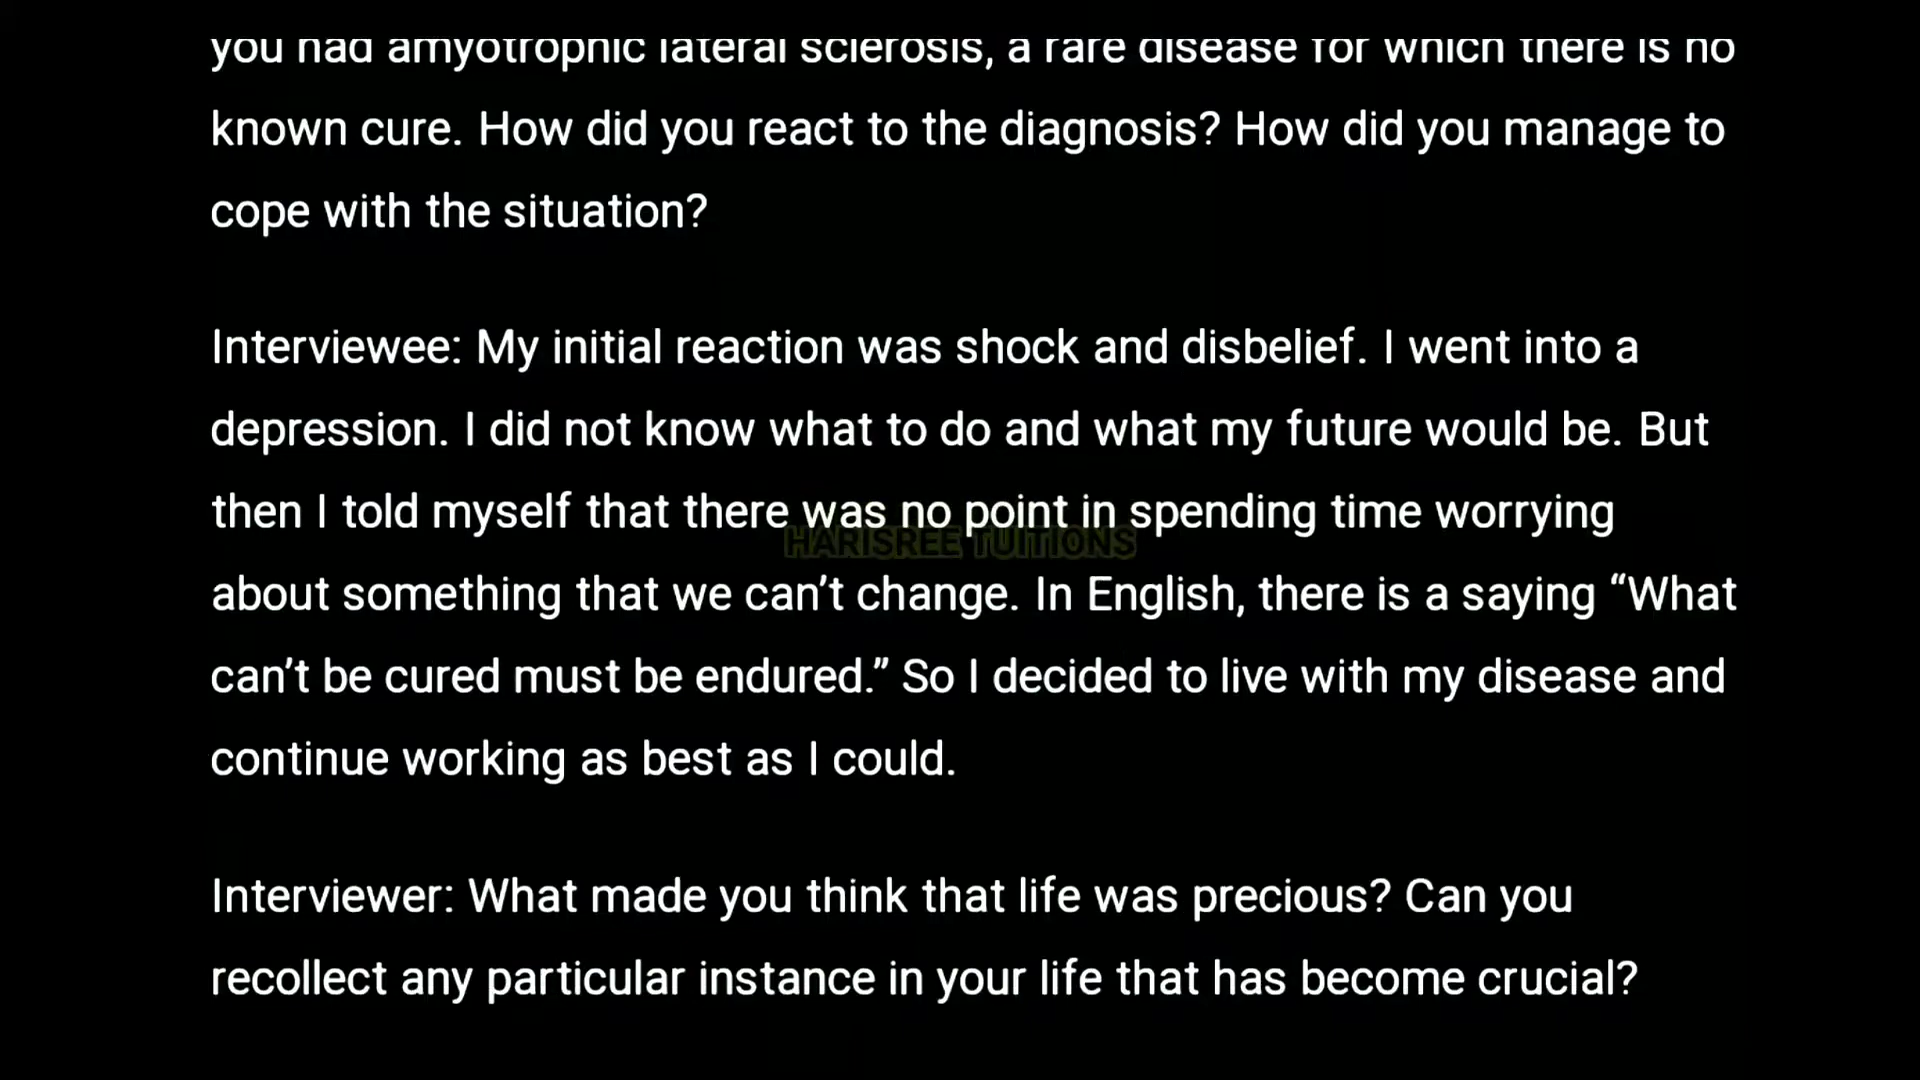 you had amyotrophic lateral sclerosis, a rare disease for which there is no
known cure. How did you react to the diagnosis? How did you manage to
cope with the situation?
Interviewee: My initial reaction was shock and disbelief. I went into a
depression. I did not know what to do and what my future would be. But
then I told myself that there was no point in spending time worrying
HARISREE TUITIONS
about something that we can’t change. In English, there is a saying “What
can’t be cured must be endured.” So I decided to live with my disease and
continue working as best as I could.
Interviewer: What made you think that life was precious? Can you
recollect any particular instance in your life that has become crucial?